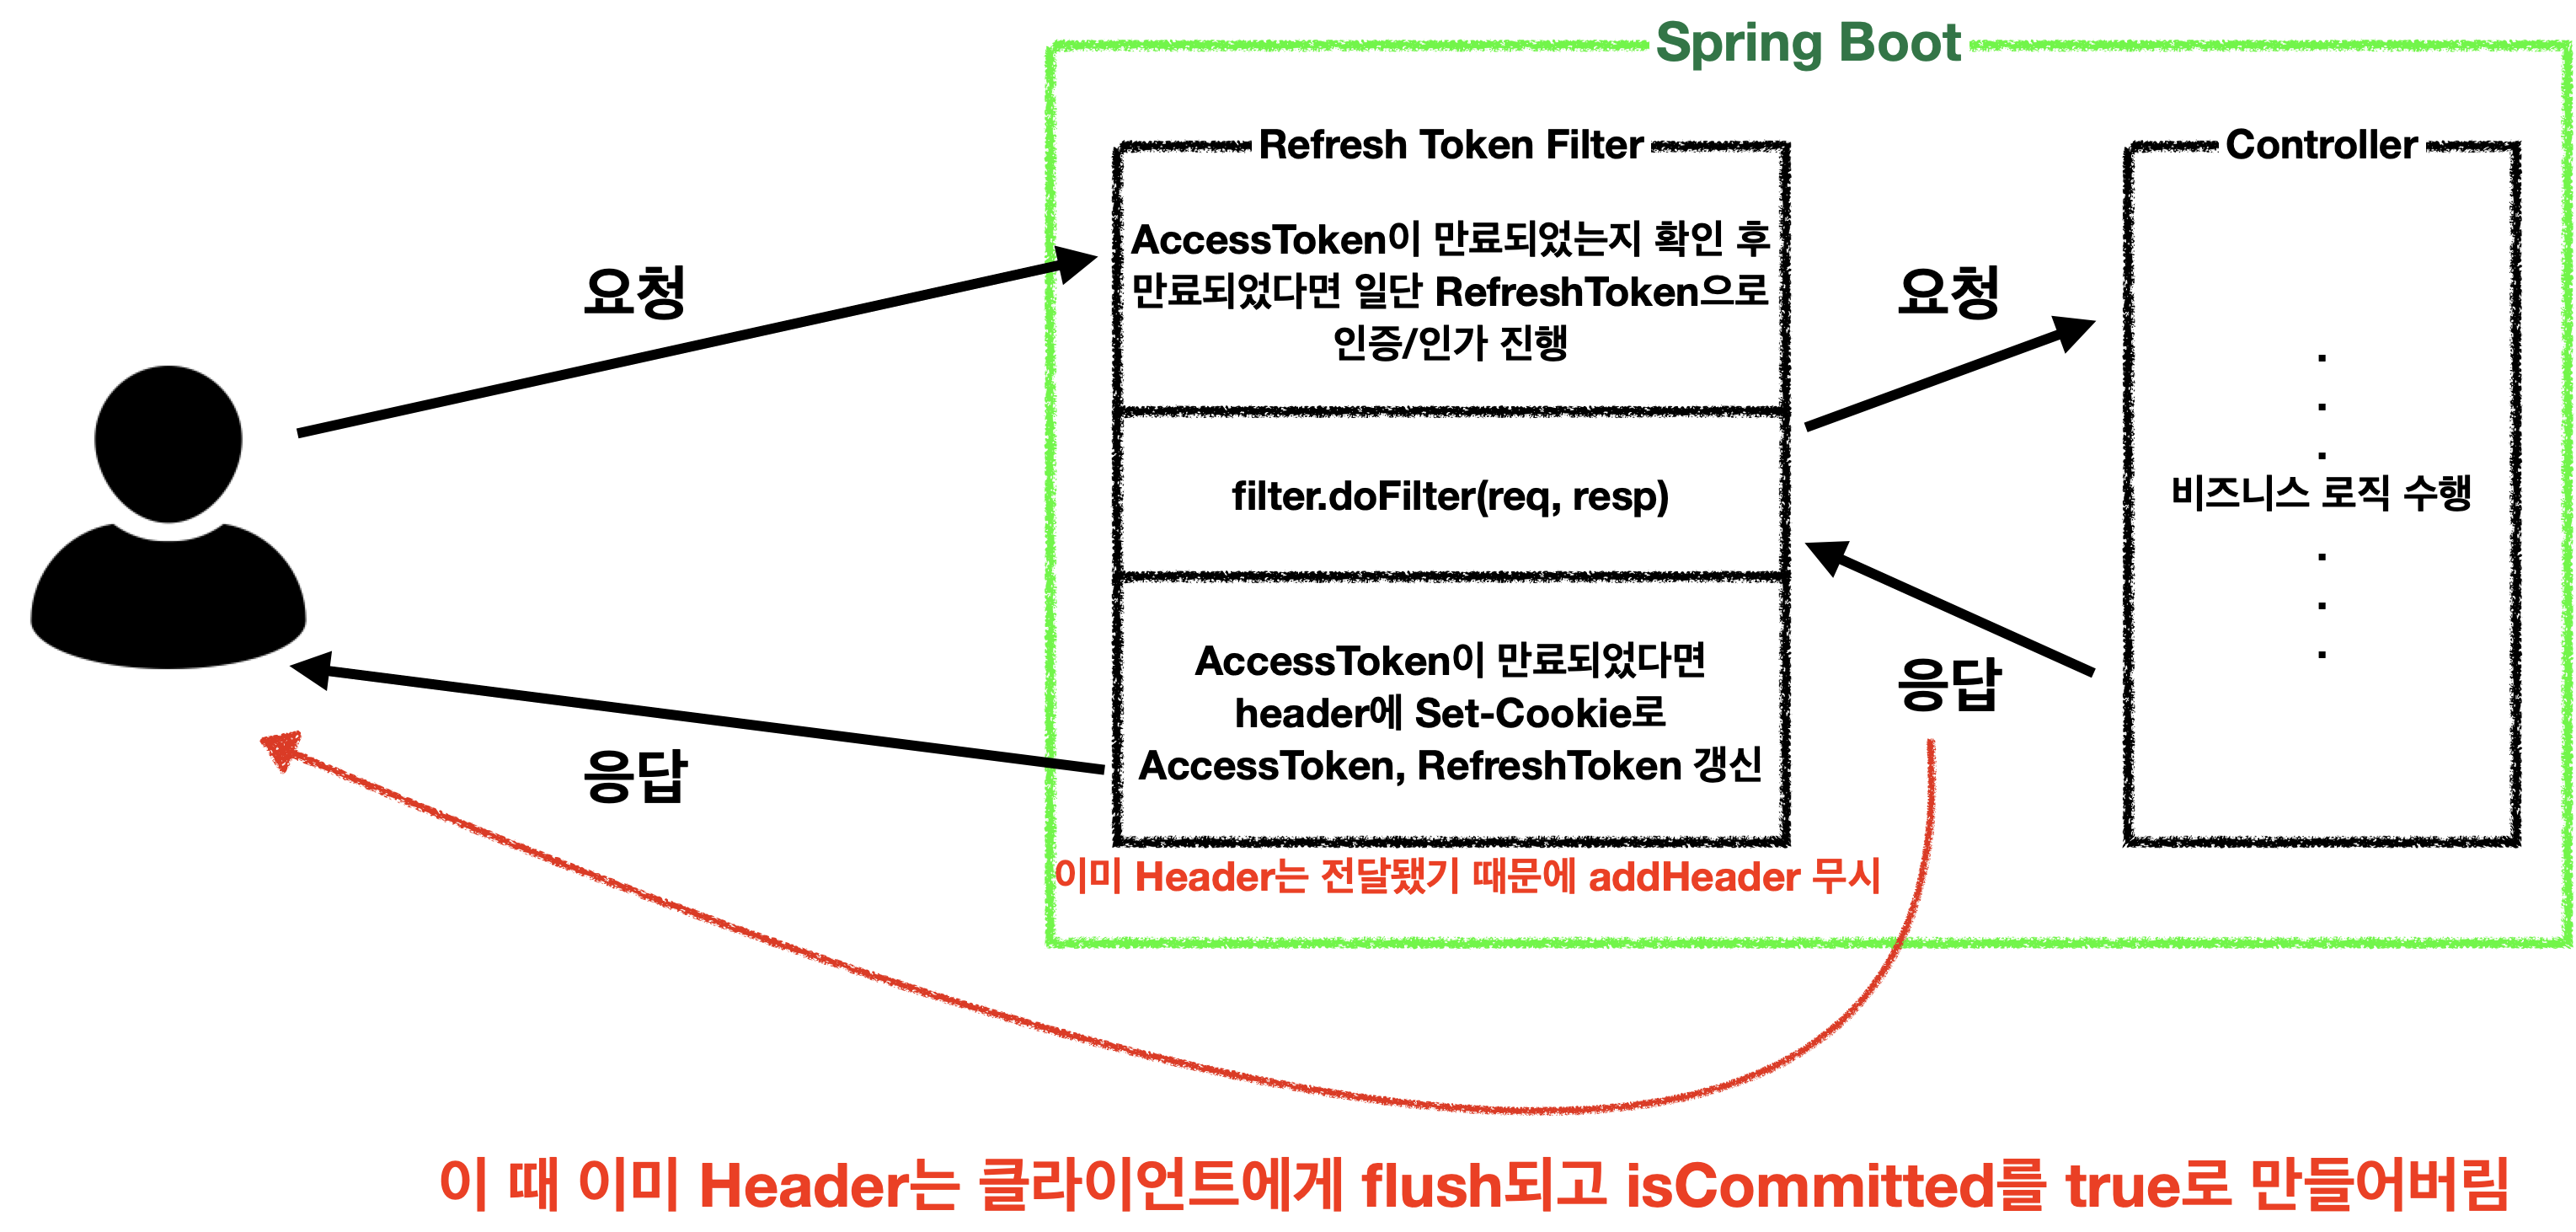 Spring Boot
Refresh Token Filter
Controller
요청
AccessToken이 만료되었는지 확인 후
만료되었다면 일단 RefreshToken으로
인증/인가 진행
요청
.
.
.
filter.doFilter(req, resp)
비즈니스 로직 수행
.
.
.
AccessToken이 만료되었다면
header에 Set-Cookie로
AccessToken, RefreshToken 갱신
응답
응답
이미 Header는 전달됐기 때문에 addHeader 무시
이 때 이미 Header는 클라이언트에게 flush되고 isCommitted를 true로 만들어버림